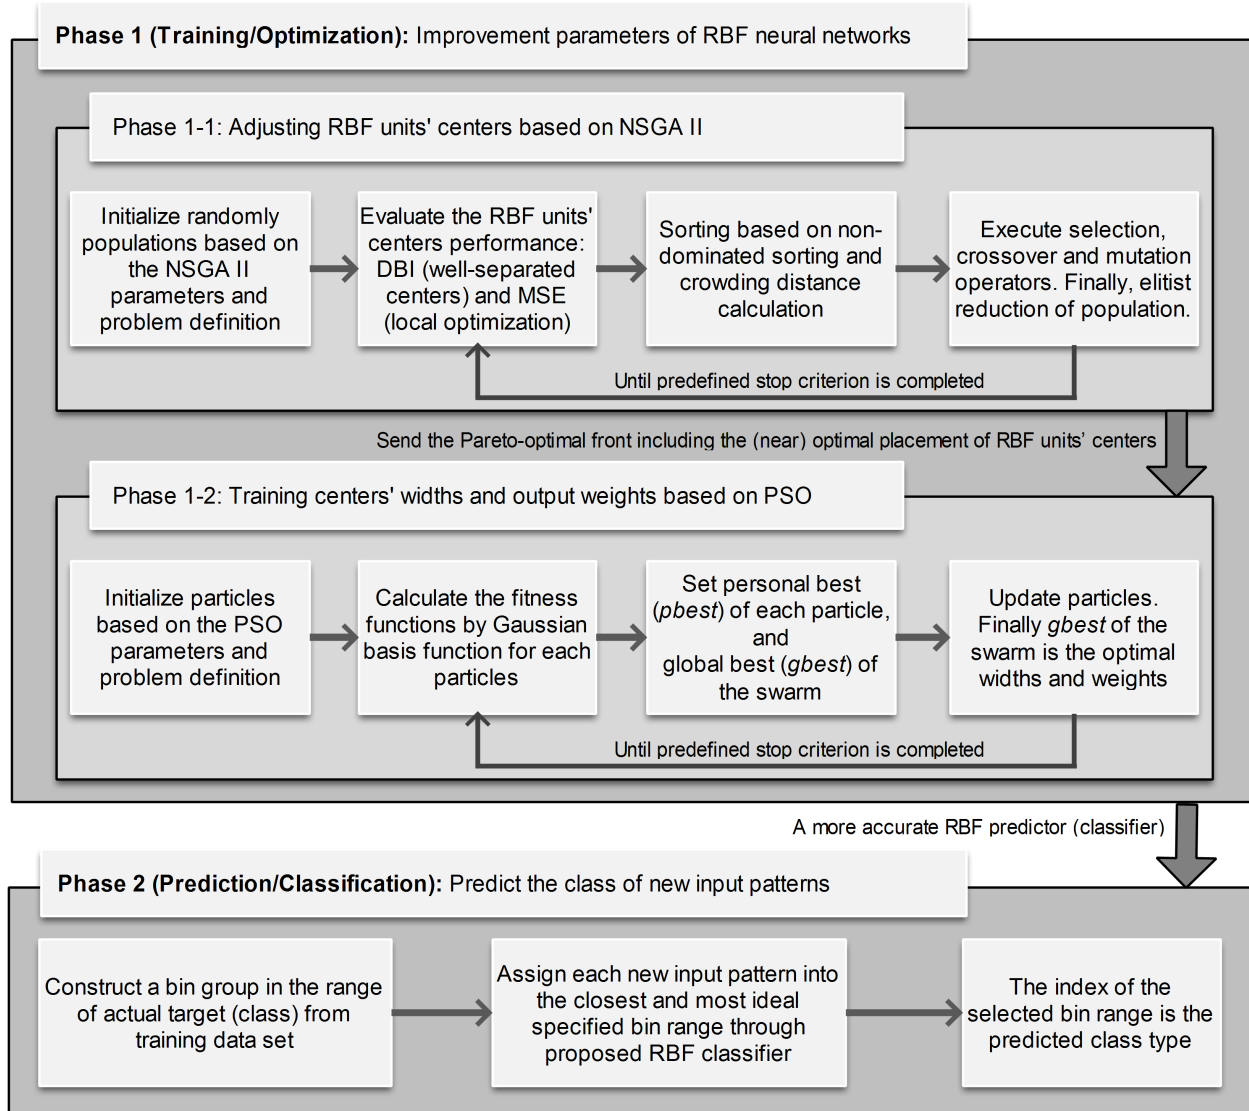 Phase 1 (Training/Optimization): Improvement parameters of RBF neural networks
Phase 1-1: Adjusting RBF units' centers based on NSGA II
Initialize randomly
populations based on
the NSGA II
parameters and
problem definition
Evaluate the RBF units'
centers performance:
DBI (well-separated
centers) and MSE
(local optimization)
Sorting based on non-
dominated sorting and
crowding distance
calculation
Execute selection,
crossover and mutation
operators. Finally, elitist
reduction of population.
Until predefined stop criterion is completed
Send the Pareto-optimal front including the (near) optimal placement of RBF units’ centers
Phase 1-2: Training centers' widths and output weights based on PSO
Initialize particles
based on the PSO
parameters and
problem definition
Calculate the fitness
functions by Gaussian
basis function for each
particles
Set personal best
(pbest) of each particle,
and
global best (gbest) of
the swarm
Update particles.
Finally gbest of the
swarm is the optimal
widths and weights
Until predefined stop criterion is completed
A more accurate RBF predictor (classifier)
Phase 2 (Prediction/Classification): Predict the class of new input patterns
Construct a bin group in the range
of actual target (class) from
training data set
Assign each new input pattern into
the closest and most ideal
specified bin range through
proposed RBF classifier
The index of the
selected bin range is the
predicted class type